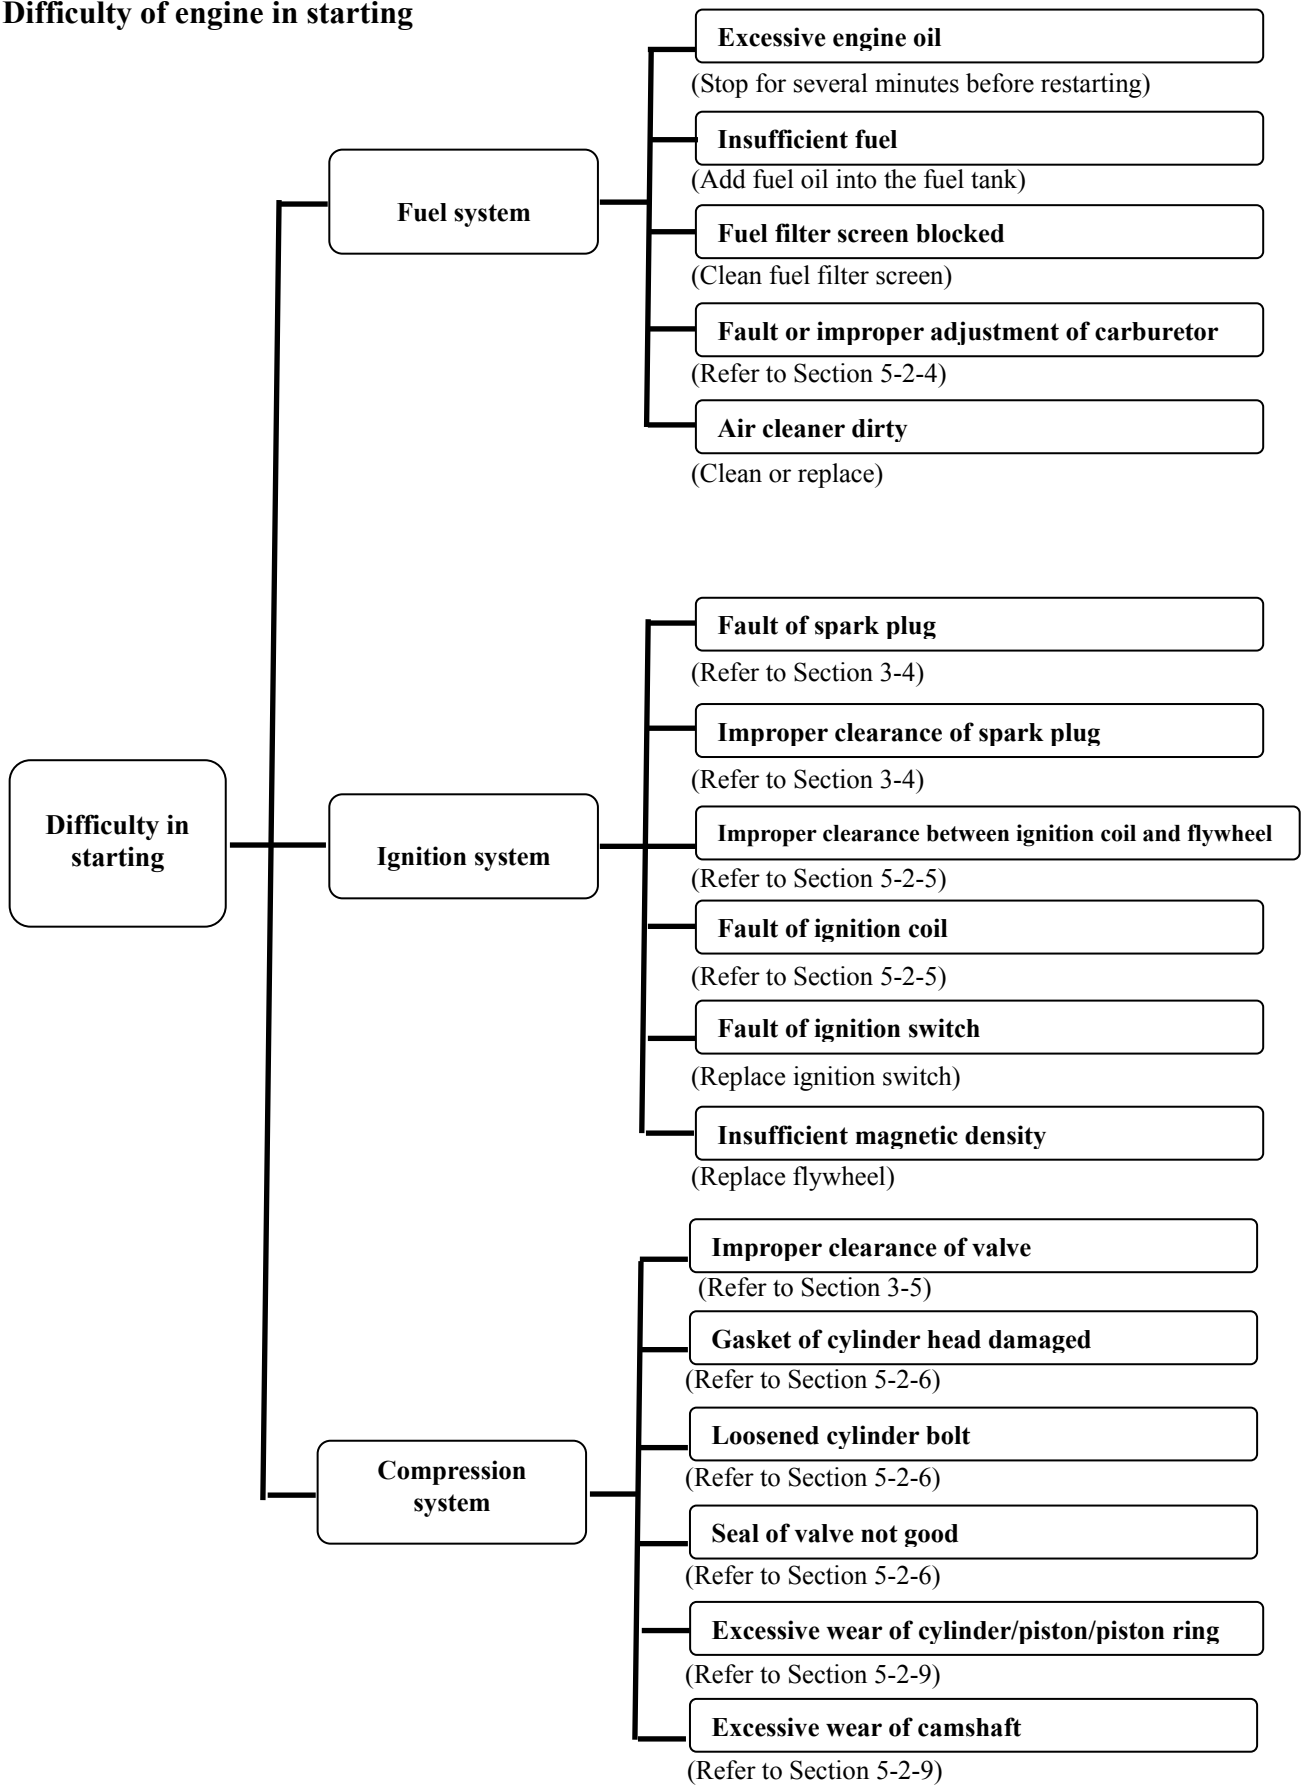 Difficulty of engine in starting
Excessive engine oil
(Stop for several minutes before restarting)
Insufficient fuel
(Add fuel oil into the fuel tank)
Fuel system
Fuel filter screen blocked
(Clean fuel filter screen)
Fault or improper adjustment of carburetor
(Refer to Section 5-2-4)
Air cleaner dirty
(Clean or replace)
Fault of spark plug
(Refer to Section 3-4)
Improper clearance of spark plug
(Refer to Section 3-4)
Difficulty in
starting
Ignition system
Improper clearance between ignition coil and flywheel
(Refer to Section 5-2-5)
Fault of ignition coil
(Refer to Section 5-2-5)
Fault of ignition switch
(Replace ignition switch)
Insufficient magnetic density
(Replace flywheel)
Improper clearance of valve
(Refer to Section 3-5)
Gasket of cylinder head damaged
(Refer to Section 5-2-6)
Loosened cylinder bolt
(Refer to Section 5-2-6)
Compression
system
Seal of valve not good
(Refer to Section 5-2-6)
Excessive wear of cylinder/piston/piston ring
(Refer to Section 5-2-9)
Excessive wear of camshaft
(Refer to Section 5-2-9)